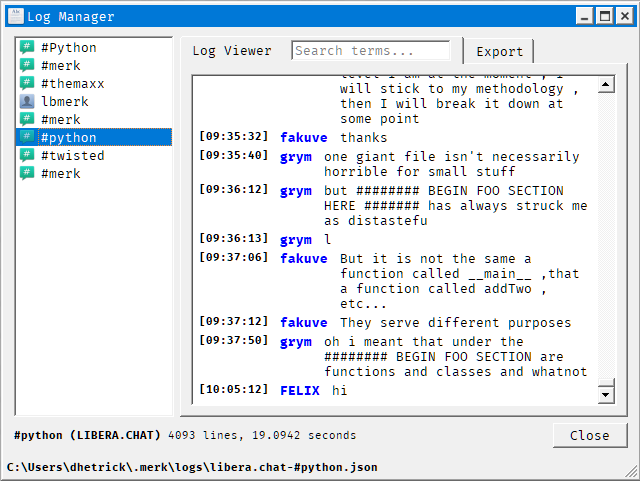 Log Manager
#Python
#merk
#themaxx
lbmerk
#merk
#python
#twisted
#merk
Log Viewer
Search terms...
Export
level I am at the moment , I
will stick to my methodology ,
then I will break it down at
some point
[09:35:32] fakuve thanks
[09:35:40] grym one giant file isn't necessarily
horrible for small stuff
[09:36:12] grym but ######## BEGIN FOO SECTION
HERE ####### has always struck me
as distastefu
[09:36:13] grym l
[09:37:06] fakuve But it is not the same a
function called __main__ ,that
a function called addTwo ,
etc...
[09:37:12] fakuve They serve different purposes
[09:37:50] grym oh i meant that under the
######## BEGIN FOO SECTION are
functions and classes and whatnot
[10:05:12] FELIX hi
#python (LIBERA.CHAT) 4093 lines, 19.0942 seconds
Close
C:\Users\dhetrick\.merk\logs\libera.chat-#python.json